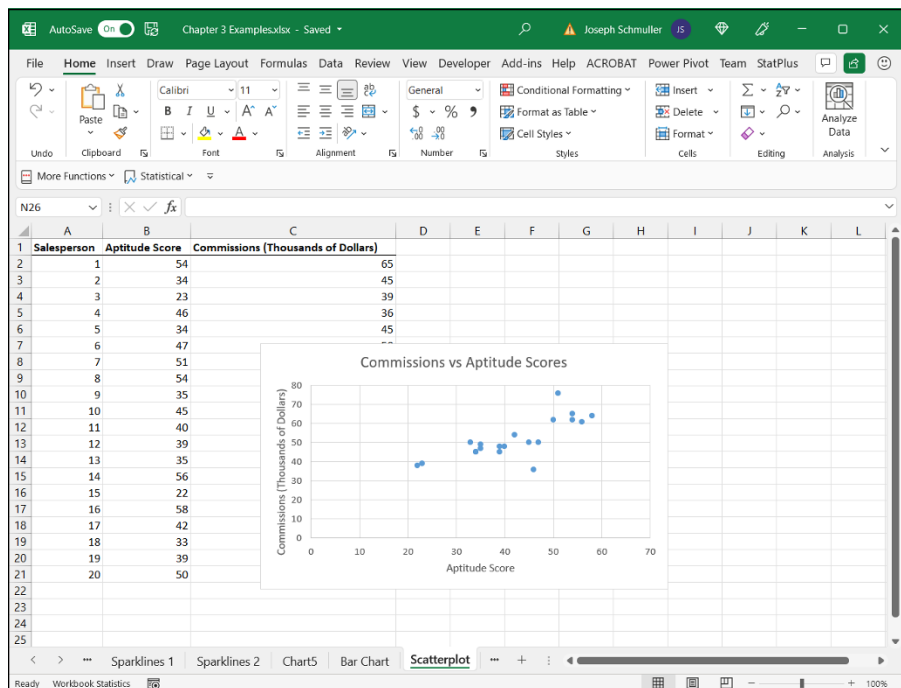 AutoSave On Chapter 3 Examples.xlsx - Saved Joseph Schmuller JS
File Home Insert Draw Page Layout Formulas Data Review View Developer Add-ins Help ACROBAT Power Pivot Team StatPlus
Calibri 11 General Conditional Formatting Insert
Paste B I U A A $ % 9 Format as Table Delete Analyze Data
A Cell Styles Format
Undo Clipboard Font Alignment Number Styles Cells Editing Analysis
More Functions Statistical
N26 fx
A B C D E F G H I J K L
1 Salesperson Aptitude Score Commissions (Thousands of Dollars)
2 1 54 65
3 2 34 45
4 3 23 39
5 4 46 36
6 5 34 45
7 6 47
8 7 51
9 8 54
10 9 35
11 10 45
12 11 40
13 12 39
14 13 35
15 14 56
16 15 22
17 16 58
18 17 42
19 18 33
20 19 39
21 20 50
22
23
24
25
Commissions vs Aptitude Scores
Commissions (Thousands of Dollars)
80
70
60
50
40
30
20
10
0
0 10 20 30 40 50 60 70
Aptitude Score
Sparklines 1 Sparklines 2 Chart5 Bar Chart Scatterplot
Ready Workbook Statistics 100%